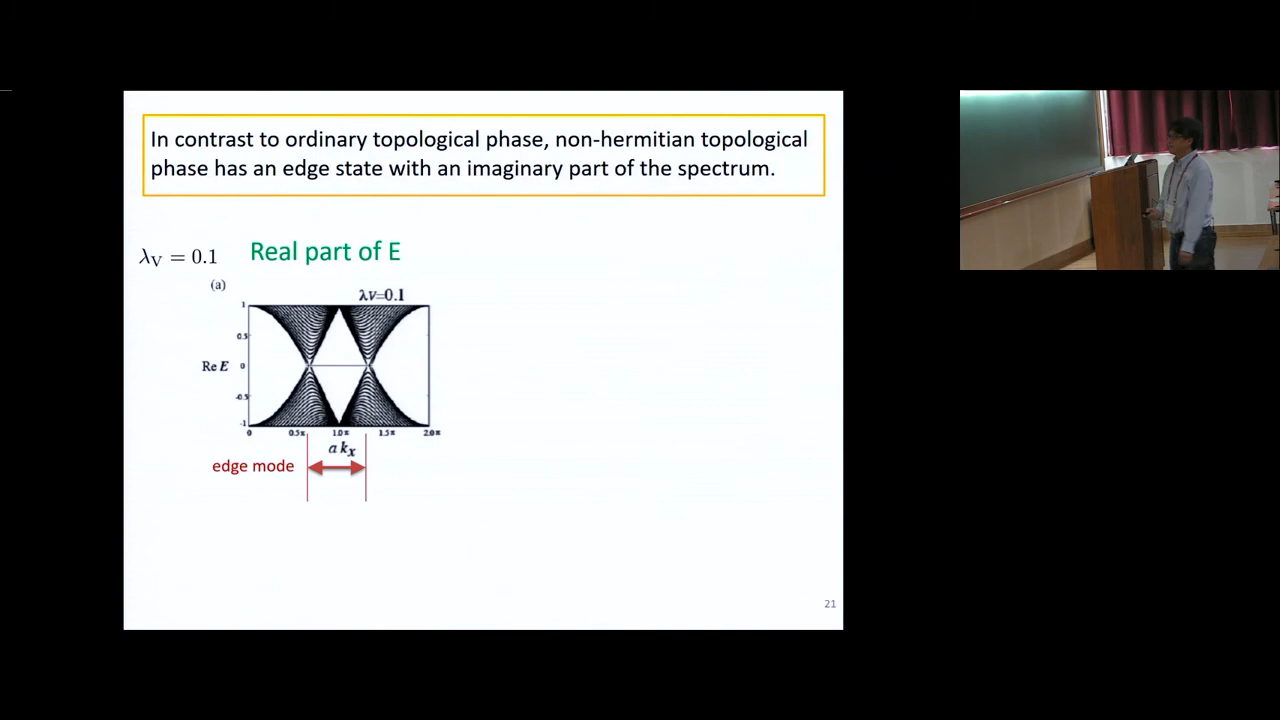 In contrast to ordinary topological phase, non-hermitian topological
phase has an edge state with an imaginary part of the spectrum.
λV = 0.1
Real part of E
(a)
λV=0.1
1
0.5
Re E 0
-0.5
-1
0 0.5π 1.0π 1.5π 2.0π
a kx
edge mode
21